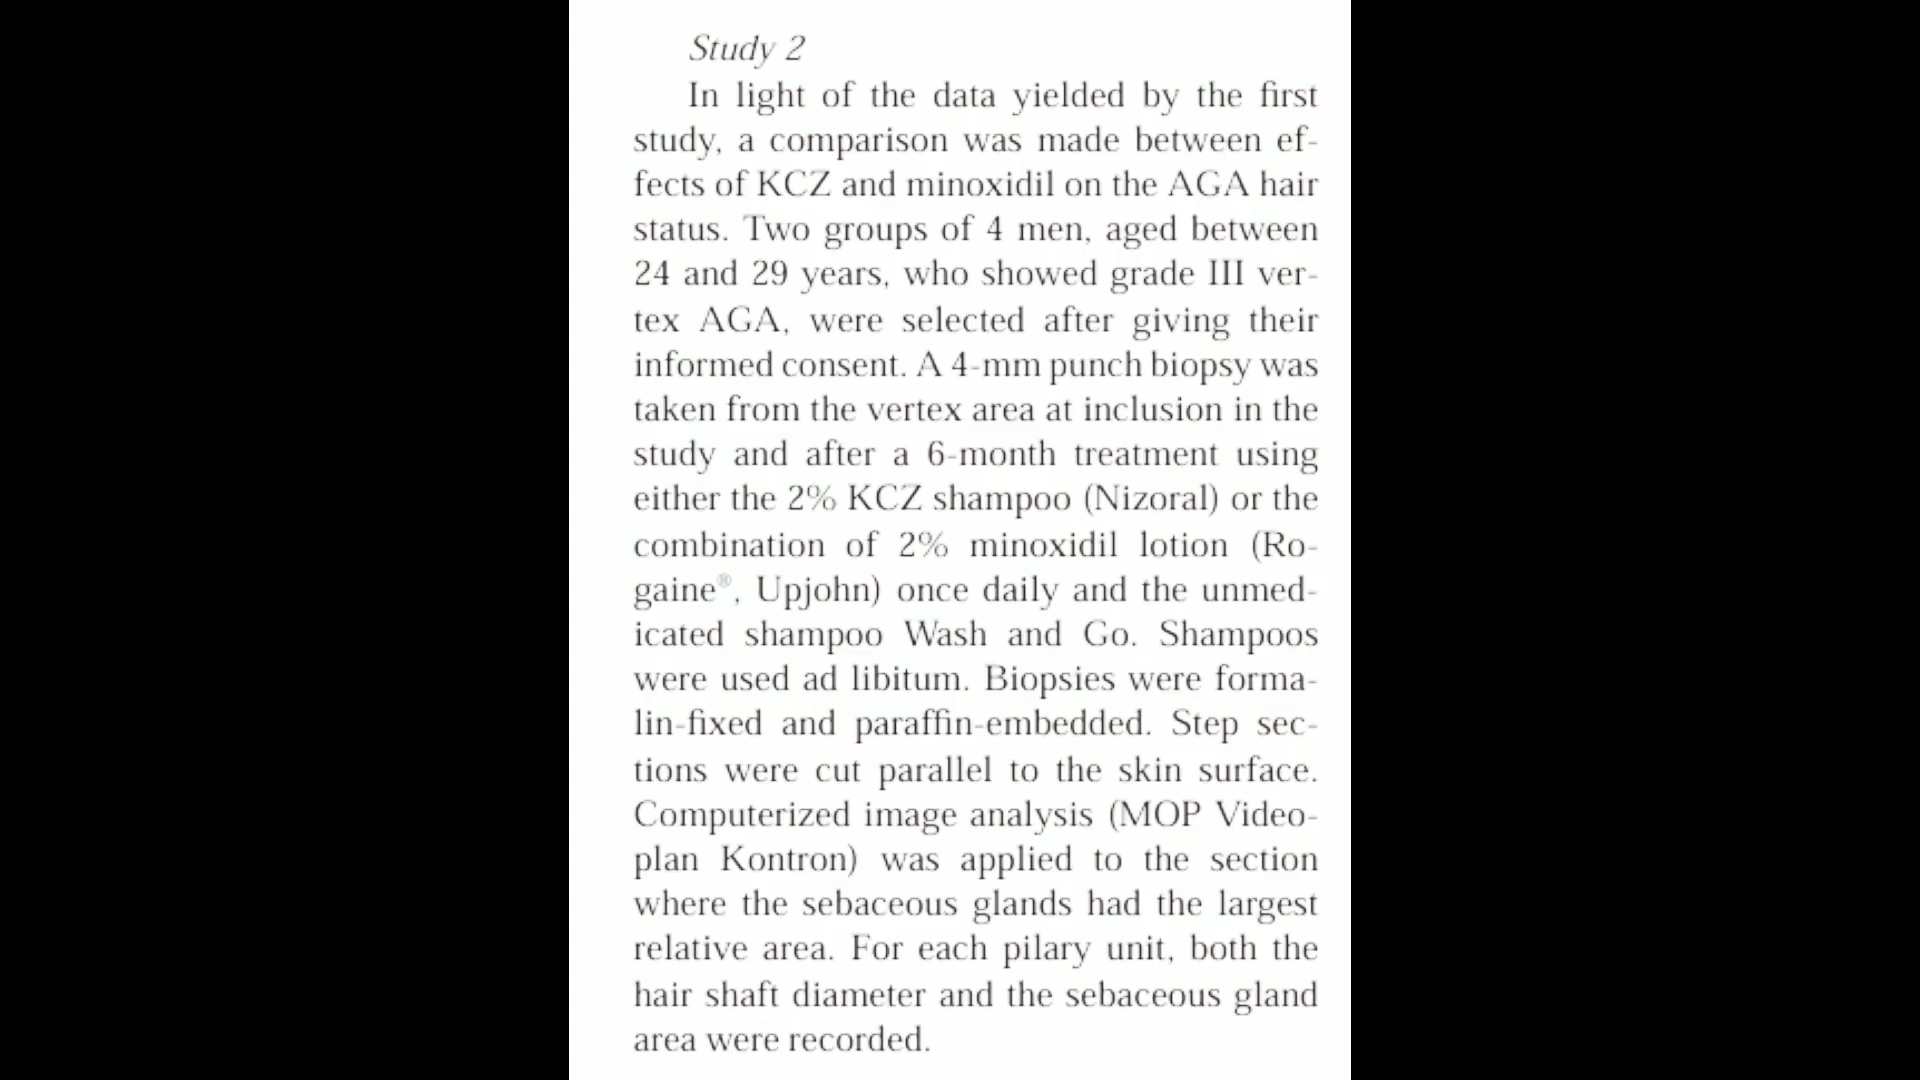 Study 2
In light of the data yielded by the first
study, a comparison was made between ef-
fects of KCZ and minoxidil on the AGA hair
status. Two groups of 4 men, aged between
24 and 29 years, who showed grade III ver-
tex AGA, were selected after giving their
informed consent. A 4-mm punch biopsy was
taken from the vertex area at inclusion in the
study and after a 6-month treatment using
either the 2% KCZ shampoo (Nizoral) or the
combination of 2% minoxidil lotion (Ro-
gaine®, Upjohn) once daily and the unmed-
icated shampoo Wash and Go. Shampoos
were used ad libitum. Biopsies were forma-
lin-fixed and paraffin-embedded. Step sec-
tions were cut parallel to the skin surface.
Computerized image analysis (MOP Video-
plan Kontron) was applied to the section
where the sebaceous glands had the largest
relative area. For each pilary unit, both the
hair shaft diameter and the sebaceous gland
area were recorded.